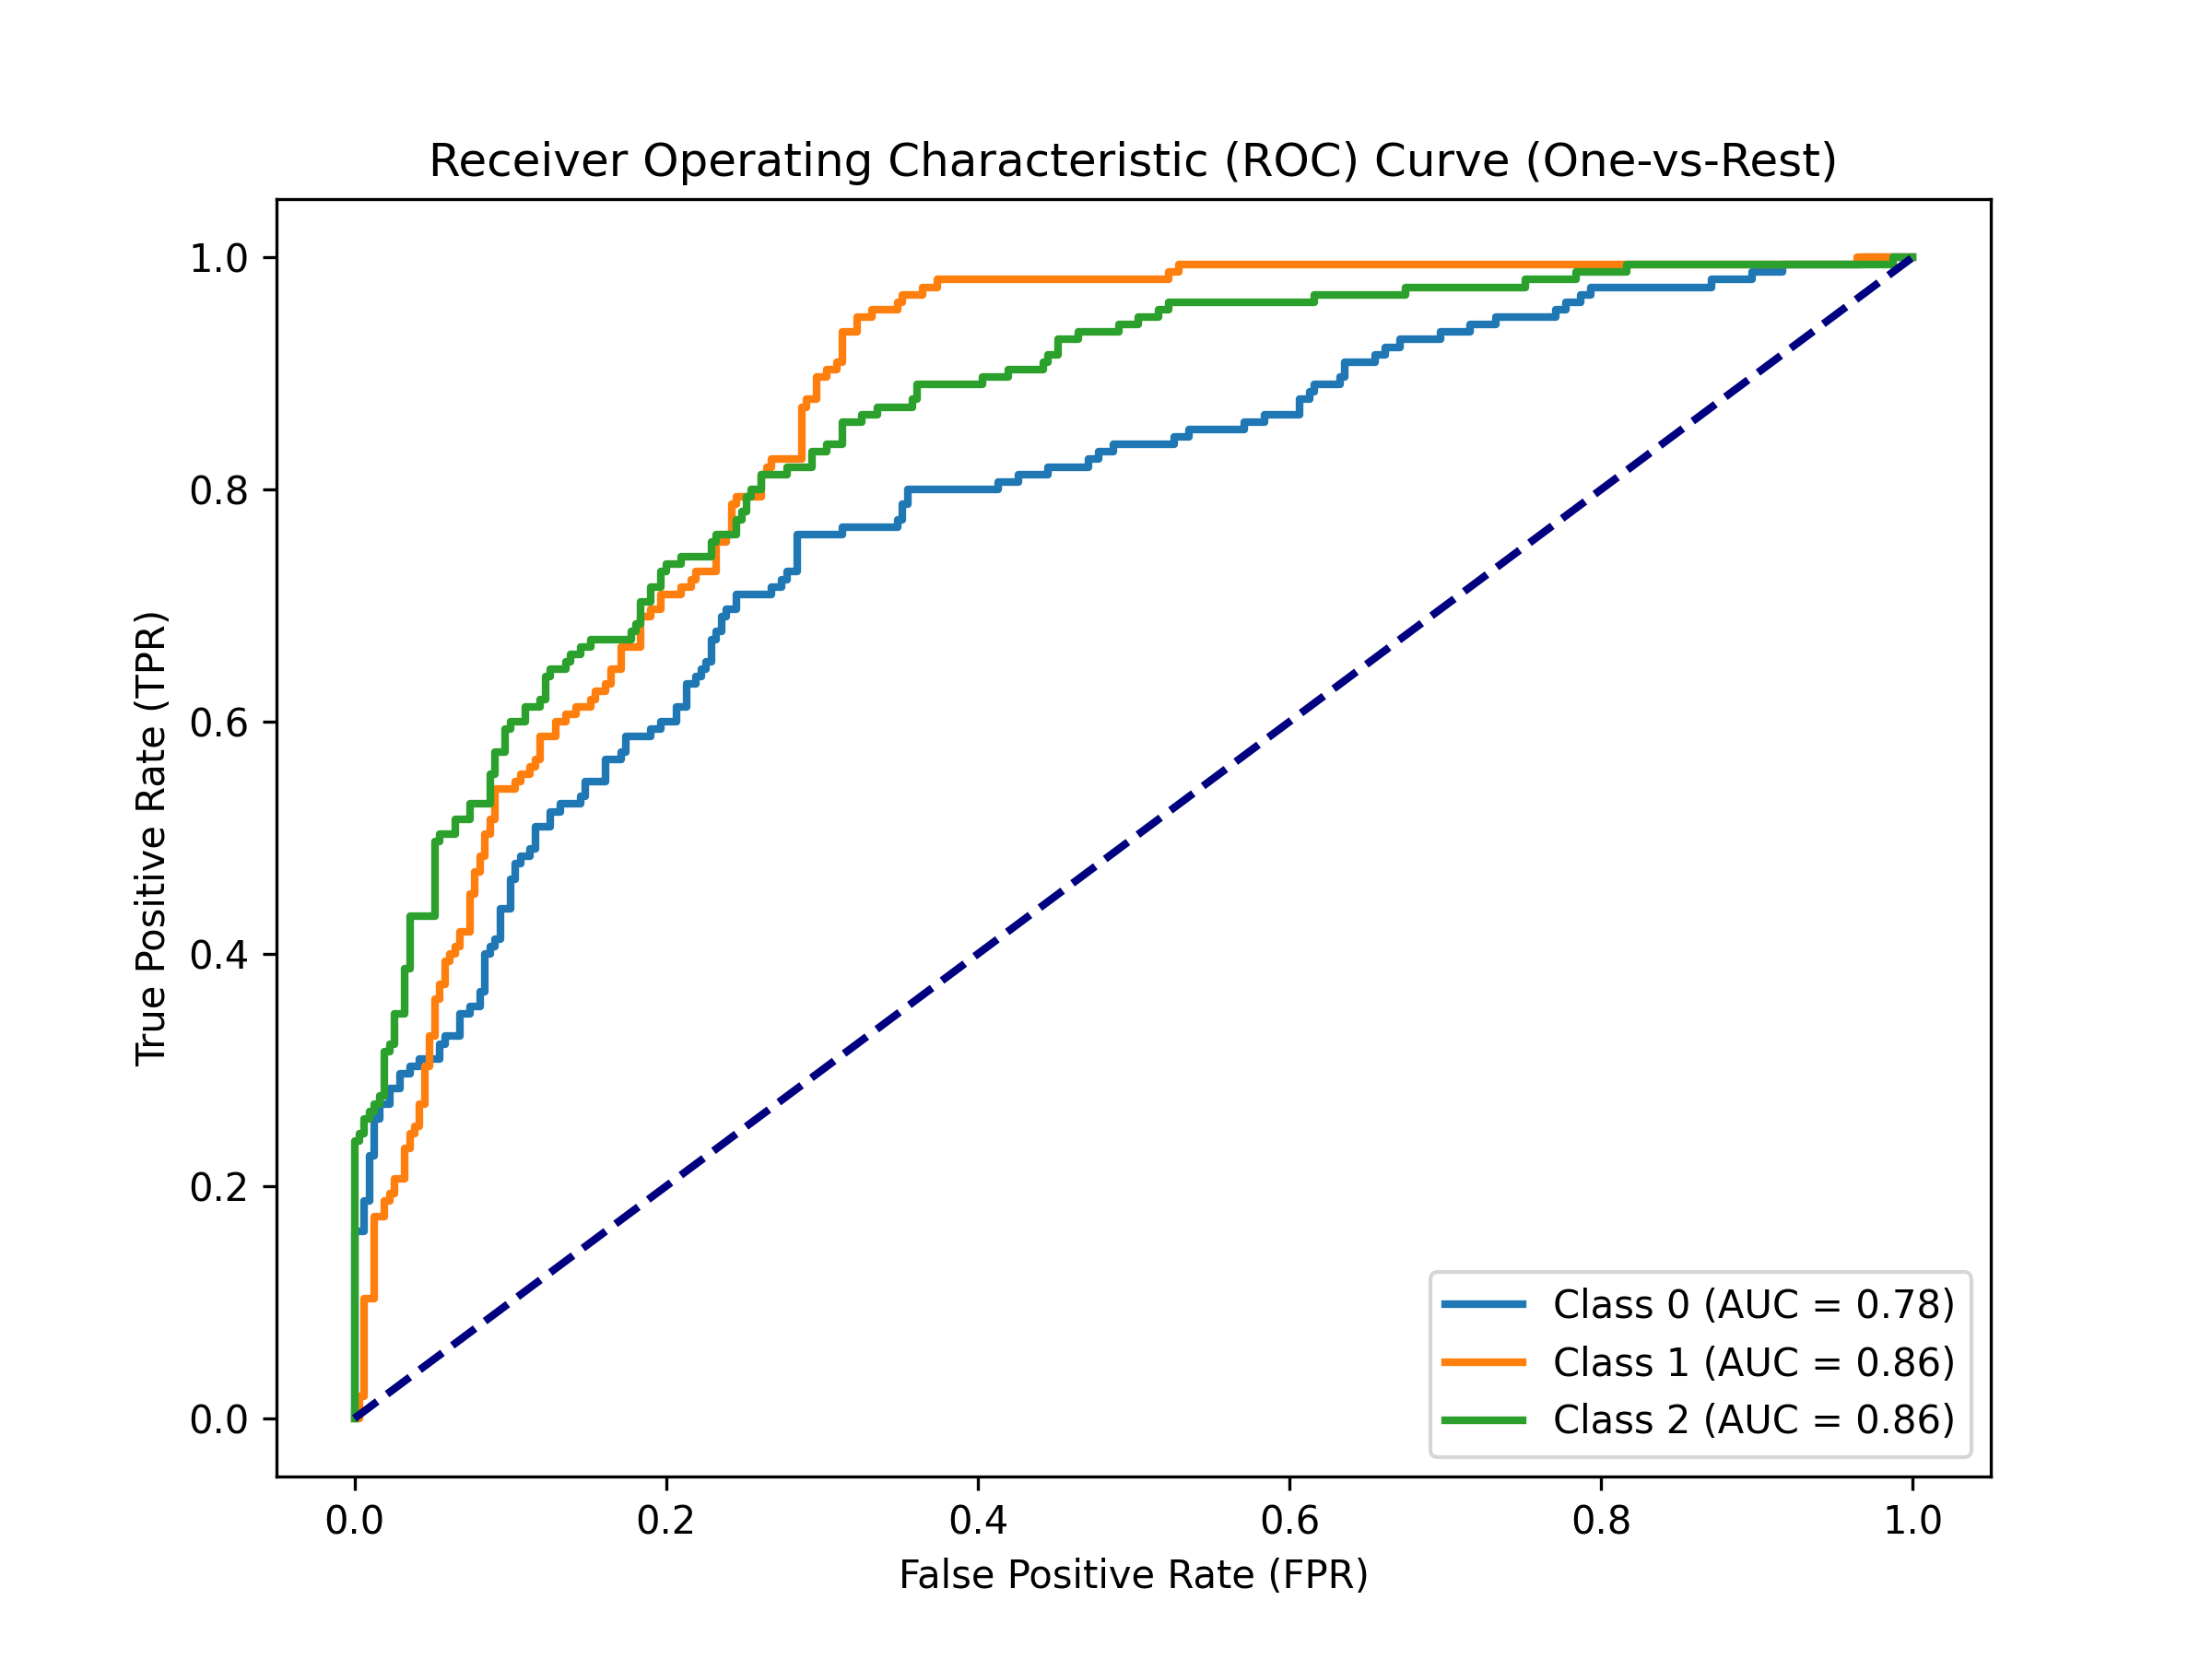 Receiver Operating Characteristic (ROC) Curve (One-vs-Rest)
True Positive Rate (TPR)
1.0
0.8
0.6
0.4
0.2
0.0
Class 0 (AUC = 0.78)
Class 1 (AUC = 0.86)
Class 2 (AUC = 0.86)
0.0 0.2 0.4 0.6 0.8 1.0
False Positive Rate (FPR)